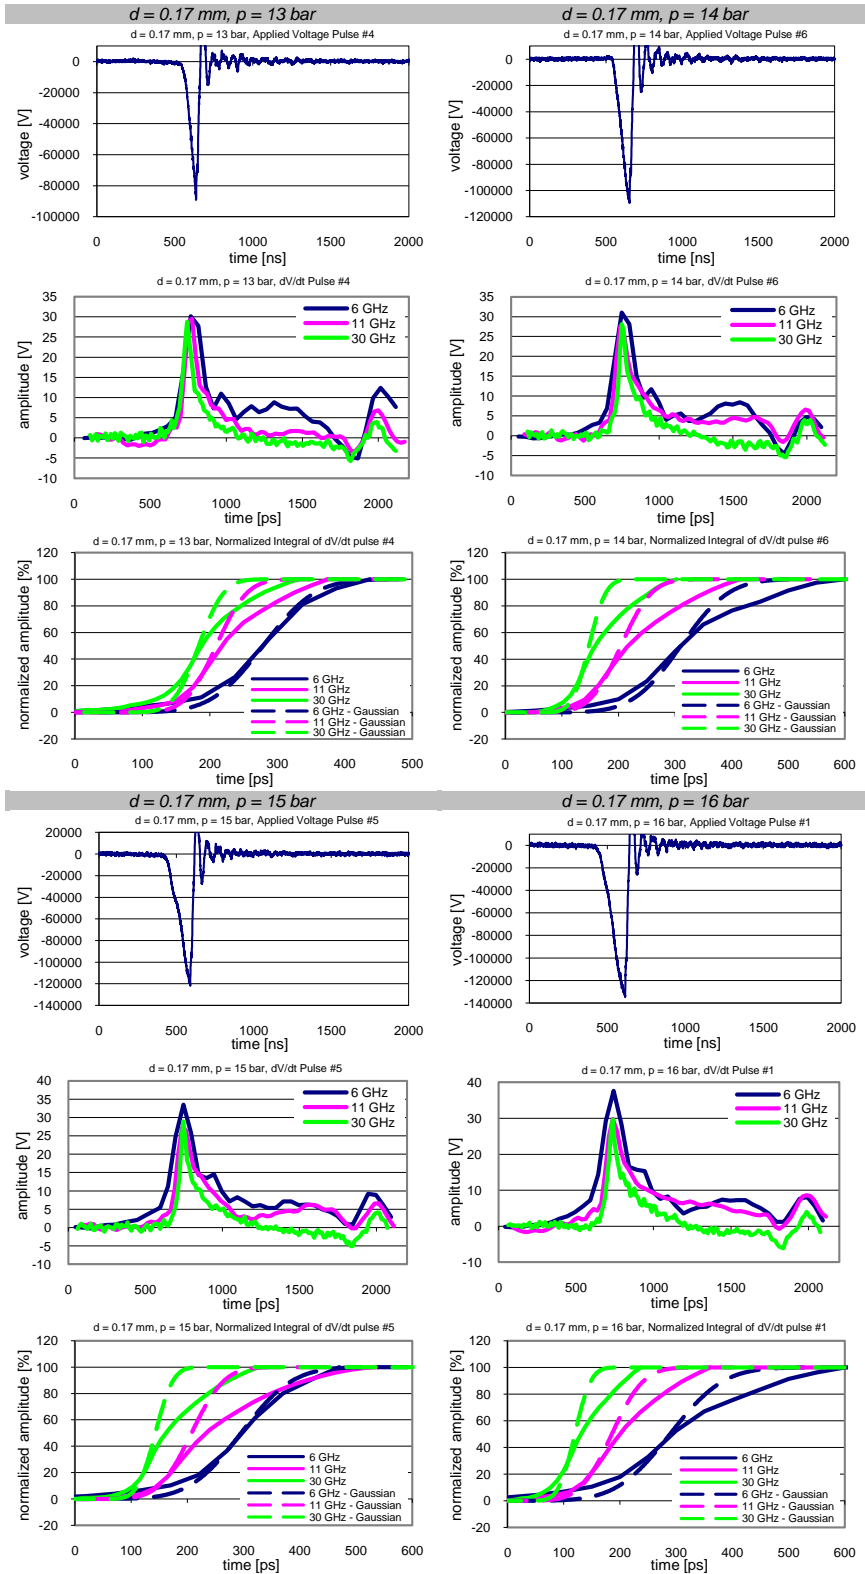 d = 0.17 mm, p = 13 bar
d = 0.17 mm, p = 13 bar, Applied Voltage Pulse #4
voltage [V]
0
-20000
-40000
-60000
-80000
-100000
0 500 1000 1500 2000
time [ns]
d = 0.17 mm, p = 13 bar, dV/dt Pulse #4
amplitude [V]
35
30
25
20
15
10
5
0
-5
-10
6 GHz
11 GHz
30 GHz
0 500 1000 1500 2000
time [ps]
d = 0.17 mm, p = 13 bar, Normalized Integral of dV/dt pulse #4
normalized amplitude [%]
120
100
80
60
40
20
0
-20
6 GHz
11 GHz
30 GHz
6 GHz - Gaussian
11 GHz - Gaussian
30 GHz - Gaussian
0 100 200 300 400 500
time [ps]
d = 0.17 mm, p = 14 bar
d = 0.17 mm, p = 14 bar, Applied Voltage Pulse #6
voltage [V]
0
-20000
-40000
-60000
-80000
-100000
-120000
0 500 1000 1500 2000
time [ns]
d = 0.17 mm, p = 14 bar, dV/dt Pulse #6
amplitude [V]
35
30
25
20
15
10
5
0
-5
-10
6 GHz
11 GHz
30 GHz
0 500 1000 1500 2000
time [ps]
d = 0.17 mm, p = 14 bar, Normalized Integral of dV/dt pulse #6
normalized amplitude [%]
120
100
80
60
40
20
0
-20
6 GHz
11 GHz
30 GHz
6 GHz - Gaussian
11 GHz - Gaussian
30 GHz - Gaussian
0 100 200 300 400 500 600
time [ps]
d = 0.17 mm, p = 15 bar
d = 0.17 mm, p = 15 bar, Applied Voltage Pulse #5
voltage [V]
20000
0
-20000
-40000
-60000
-80000
-100000
-120000
-140000
0 500 1000 1500 2000
time [ns]
d = 0.17 mm, p = 15 bar, dV/dt Pulse #5
amplitude [V]
40
35
30
25
20
15
10
5
0
-5
-10
6 GHz
11 GHz
30 GHz
0 500 1000 1500 2000
time [ps]
d = 0.17 mm, p = 15 bar, Normalized Integral of dV/dt pulse #5
normalized amplitude [%]
120
100
80
60
40
20
0
-20
6 GHz
11 GHz
30 GHz
6 GHz - Gaussian
11 GHz - Gaussian
30 GHz - Gaussian
0 100 200 300 400 500 600
time [ps]
d = 0.17 mm, p = 16 bar
d = 0.17 mm, p = 16 bar, Applied Voltage Pulse #1
voltage [V]
0
-20000
-40000
-60000
-80000
-100000
-120000
-140000
0 500 1000 1500 2000
time [ns]
d = 0.17 mm, p = 16 bar, dV/dt Pulse #1
amplitude [V]
40
30
20
10
0
-10
6 GHz
11 GHz
30 GHz
0 500 1000 1500 2000
time [ps]
d = 0.17 mm, p = 16 bar, Normalized Integral of dV/dt pulse #1
normalized amplitude [%]
120
100
80
60
40
20
0
-20
6 GHz
11 GHz
30 GHz
6 GHz - Gaussian
11 GHz - Gaussian
30 GHz - Gaussian
0 100 200 300 400 500 600
time [ps]